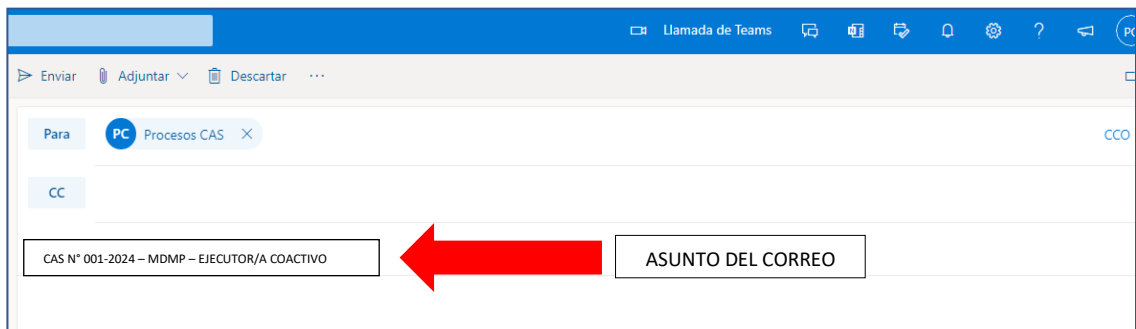 Llamada de Teams
Enviar Adjuntar Descartar ...
Para PC Procesos CAS CCO
CC
CAS N° 001-2024 – MDMP – EJECUTOR/A COACTIVO
ASUNTO DEL CORREO